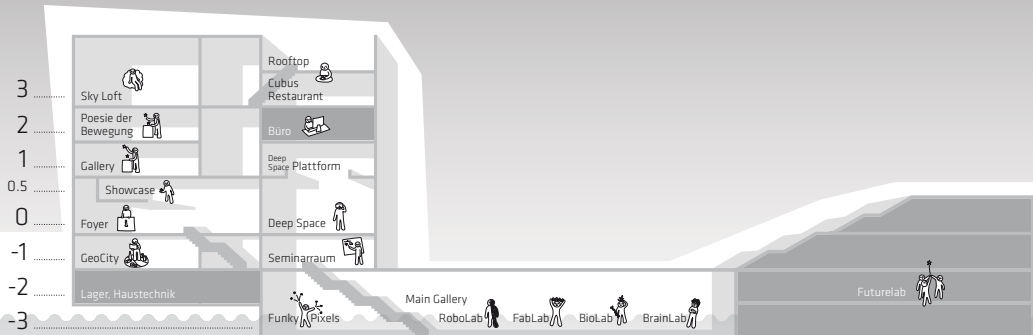 Rooftop
3
Sky Loft
Cubus
Restaurant
2
Poesie der
Bewegung
Büro
1
Gallery
Deep
Space Plattform
0.5
Showcase
0
Foyer
Deep Space
-1
GeoCity
Seminarraum
-2
Lager, Haustechnik
Main Gallery
Futurelab
-3
Funky Pixels
RoboLab
FabLab
BioLab
BrainLab